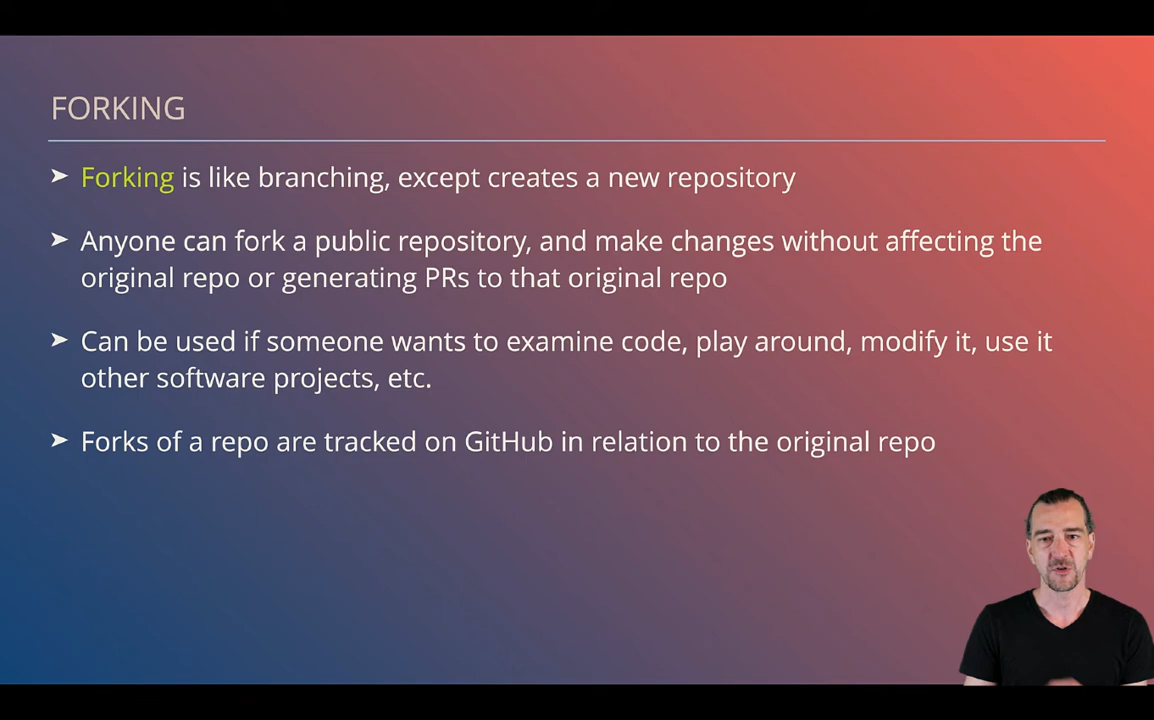 FORKING
➤ Forking is like branching, except creates a new repository
➤ Anyone can fork a public repository, and make changes without affecting the
original repo or generating PRs to that original repo
➤ Can be used if someone wants to examine code, play around, modify it, use it
other software projects, etc.
➤ Forks of a repo are tracked on GitHub in relation to the original repo